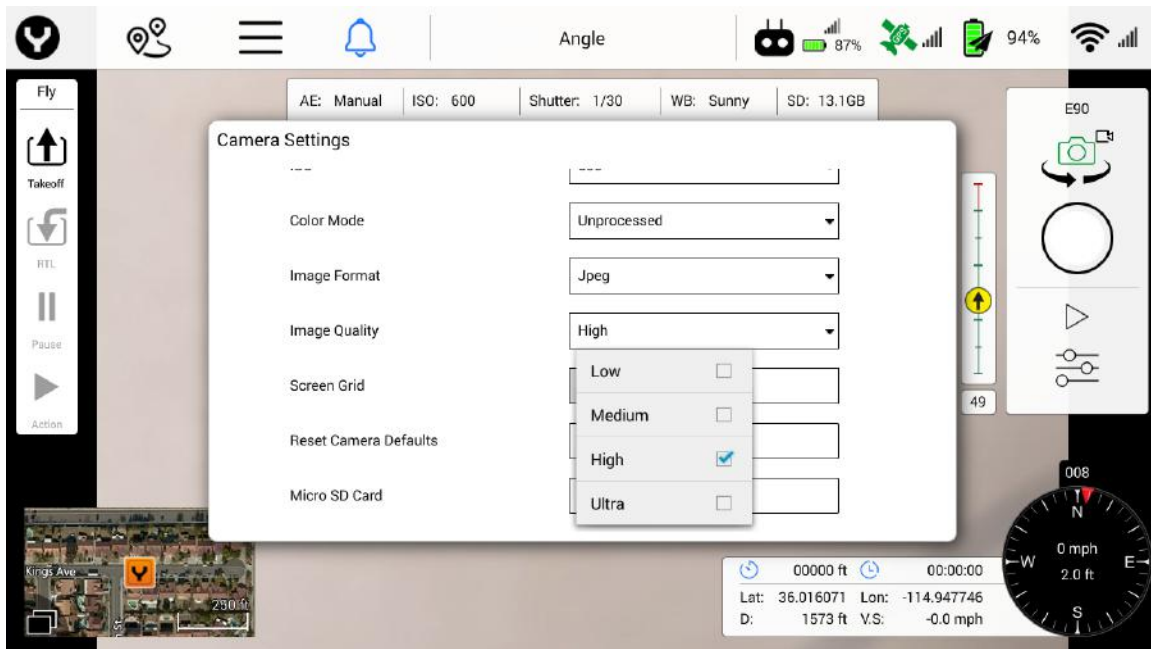 Angle
87%
94%
Fly
Takeoff
RTL
Pause
Action
AE: Manual ISO: 600 Shutter: 1/30 WB: Sunny SD: 13.1GB
Camera Settings
Color Mode Unprocessed
Image Format Jpeg
Image Quality High
Low
Medium
High
Ultra
Screen Grid
Reset Camera Defaults
Micro SD Card
E90
49
Kings Ave
250 ft
00000 ft 00:00:00
Lat: 36.016071 Lon: -114.947746
D: 1573 ft V.S: -0.0 mph
008
N
W E
S
0 mph
2.0 ft
GPS